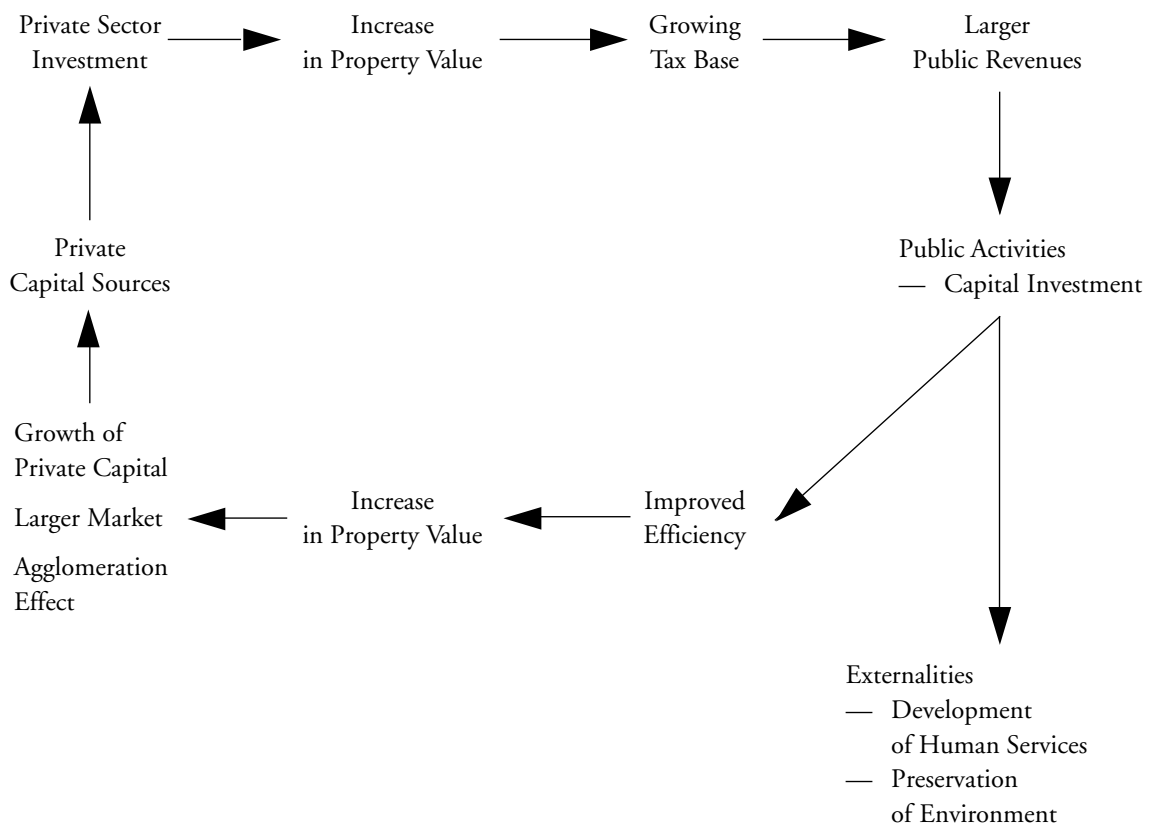 Private Sector
Investment
Increase
in Property Value
Growing
Tax Base
Larger
Public Revenues
Private
Capital Sources
Public Activities
— Capital Investment
Growth of
Private Capital
Larger Market
Agglomeration
Effect
Increase
in Property Value
Improved
Efficiency
Externalities
— Development
of Human Services
— Preservation
of Environment